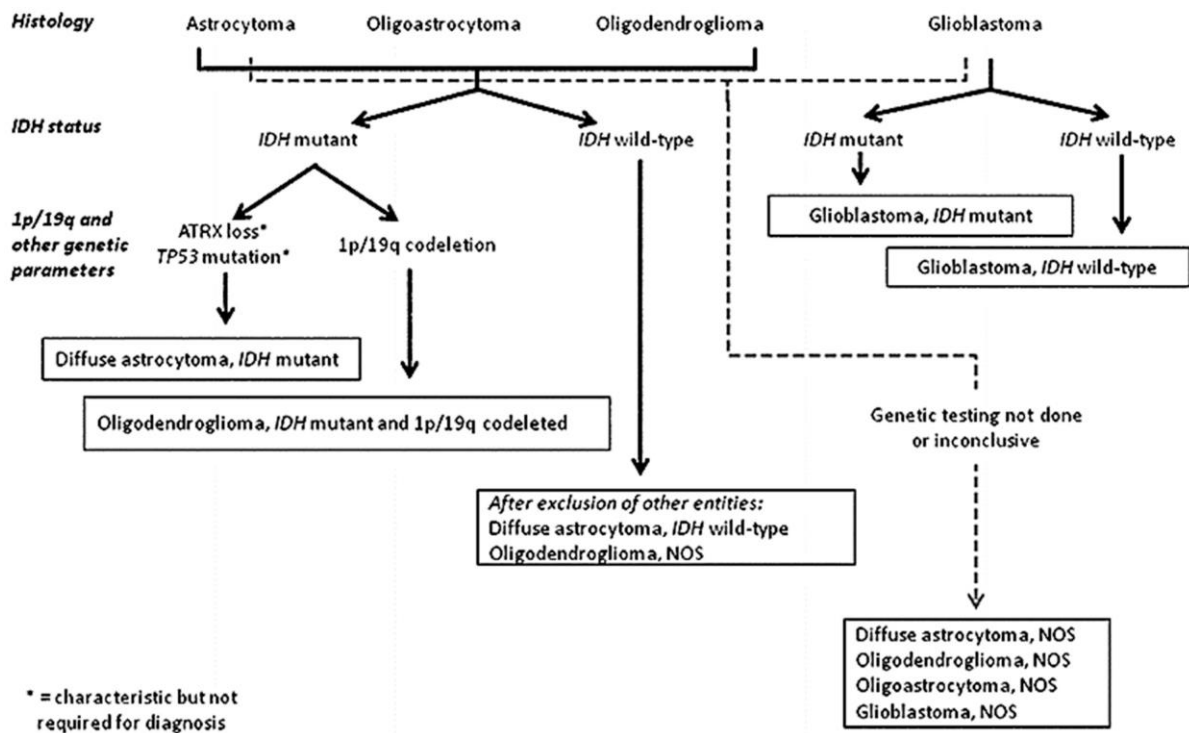 Histology
Astrocytoma
Oligoastrocytoma
Oligodendroglioma
Glioblastoma
IDH status
IDH mutant
IDH wild-type
IDH mutant
IDH wild-type
1p/19q and
other genetic
parameters
ATRX loss*
TP53 mutation*
1p/19q codeletion
Glioblastoma, IDH mutant
Glioblastoma, IDH wild-type
Diffuse astrocytoma, IDH mutant
Oligodendroglioma, IDH mutant and 1p/19q codeleted
Genetic testing not done
or inconclusive
After exclusion of other entities:
Diffuse astrocytoma, IDH wild-type
Oligodendroglioma, NOS
Diffuse astrocytoma, NOS
Oligodendroglioma, NOS
Oligoastrocytoma, NOS
Glioblastoma, NOS
* = characteristic but not
required for diagnosis